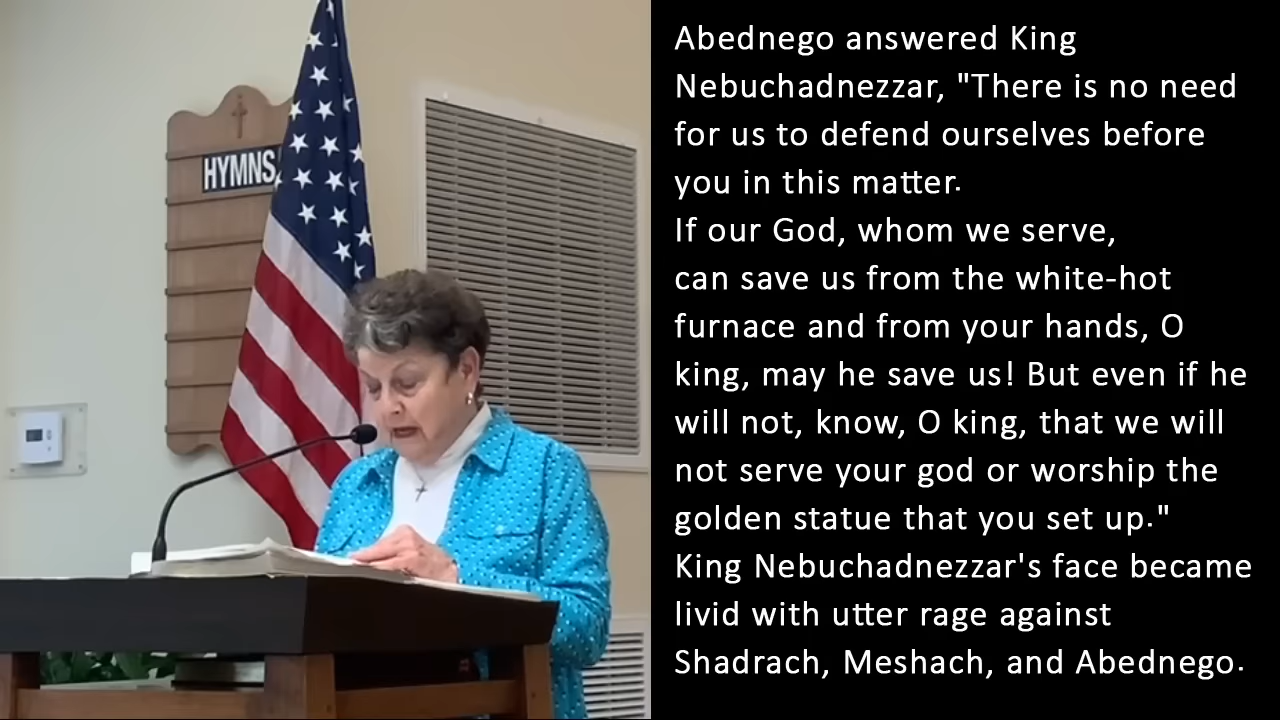 HYMNS
Abednego answered King
Nebuchadnezzar, "There is no need
for us to defend ourselves before
you in this matter.
If our God, whom we serve,
can save us from the white-hot
furnace and from your hands, O
king, may he save us! But even if he
will not, know, O king, that we will
not serve your god or worship the
golden statue that you set up."
King Nebuchadnezzar's face became
livid with utter rage against
Shadrach, Meshach, and Abednego.